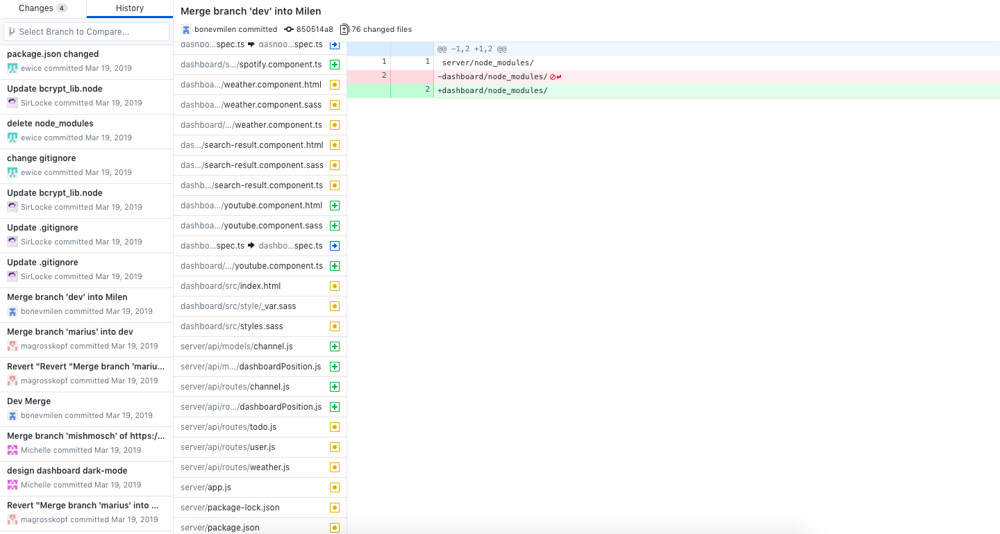 Changes 4
History
Select Branch to Compare...
package.json changed
ewice committed Mar 19, 2019
Update bcrypt_lib.node
SirLocke committed Mar 19, 2019
delete node_modules
ewice committed Mar 19, 2019
change gitignore
ewice committed Mar 19, 2019
Update bcrypt_lib.node
SirLocke committed Mar 19, 2019
Update .gitignore
SirLocke committed Mar 19, 2019
Update .gitignore
SirLocke committed Mar 19, 2019
Merge branch 'dev' into Milen
bonevmilen committed Mar 19, 2019
Merge branch 'marius' into dev
magrosskopf committed Mar 19, 2019
Revert "Revert "Merge branch 'mariu...
magrosskopf committed Mar 19, 2019
Dev Merge
bonevmilen committed Mar 19, 2019
Merge branch 'mishmosch' of https:/...
Michelle committed Mar 19, 2019
design dashboard dark-mode
Michelle committed Mar 19, 2019
Revert "Merge branch 'marius' into ...
magrosskopf committed Mar 19, 2019
Merge branch 'dev' into Milen
bonevmilen committed 850514a8 76 changed files
dashbo...spec.ts → dashbo...spec.ts
dashboard/s.../spotify.component.ts
dashboa.../weather.component.html
dashboa.../weather.component.sass
dashboard/.../weather.component.ts
das.../search-result.component.html
das.../search-result.component.sass
dashb.../search-result.component.ts
dashboa.../youtube.component.html
dashboa.../youtube.component.sass
dashbo...spec.ts → dashbo...spec.ts
dashboard/.../youtube.component.ts
dashboard/src/index.html
dashboard/src/style/_var.sass
dashboard/src/styles.sass
server/api/models/channel.js
server/api/m.../dashboardPosition.js
server/api/routes/channel.js
server/api/ro.../dashboardPosition.js
server/api/routes/todo.js
server/api/routes/user.js
server/api/routes/weather.js
server/app.js
server/package-lock.json
server/package.json
@@ -1,2 +1,2 @@
1 1 server/node_modules/
2 -dashboard/node_modules/
2 +dashboard/node_modules/